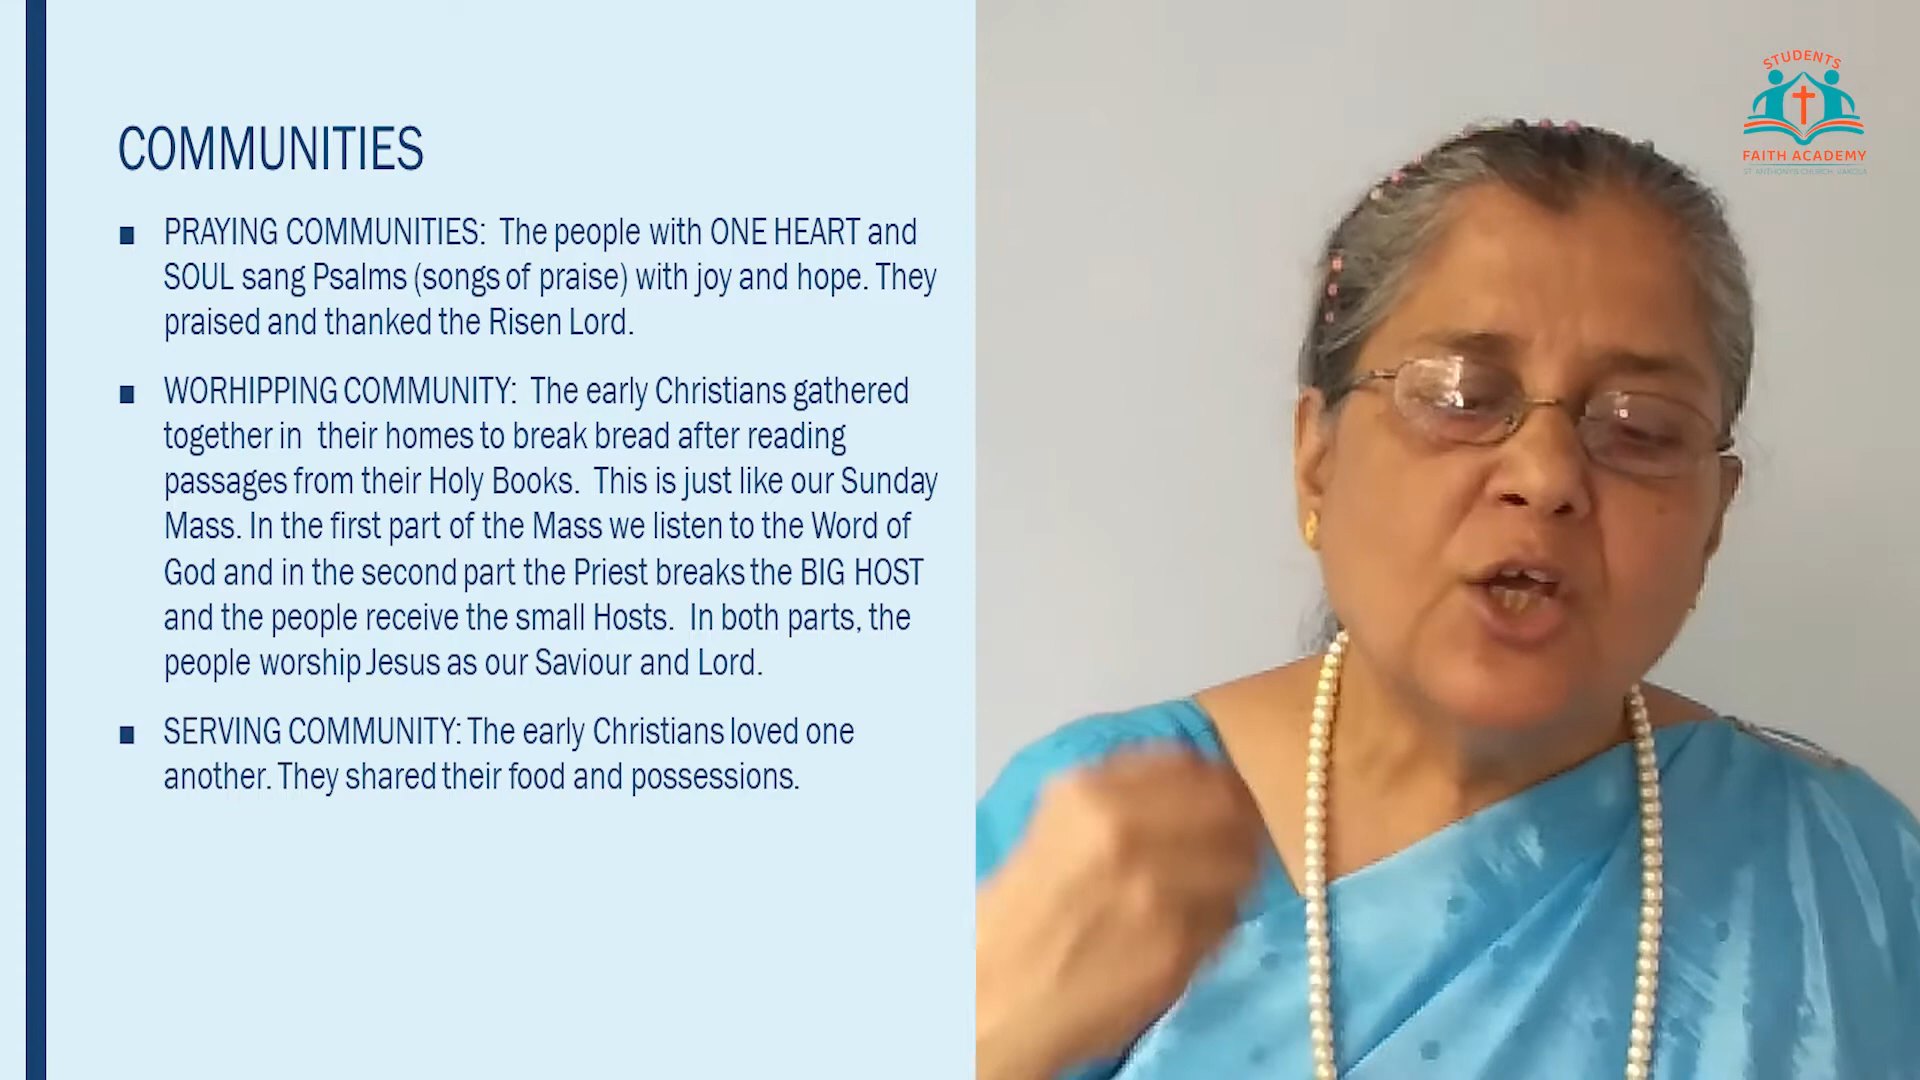 COMMUNITIES
PRAYING COMMUNITIES: The people with ONE HEART and
SOUL sang Psalms (songs of praise) with joy and hope. They
praised and thanked the Risen Lord.
WORHIPPING COMMUNITY: The early Christians gathered
together in their homes to break bread after reading
passages from their Holy Books. This is just like our Sunday
Mass. In the first part of the Mass we listen to the Word of
God and in the second part the Priest breaks the BIG HOST
and the people receive the small Hosts. In both parts, the
people worship Jesus as our Saviour and Lord.
SERVING COMMUNITY: The early Christians loved one
another. They shared their food and possessions.
STUDENTS
FAITH ACADEMY
ST ANTHONY'S CHURCH, VAKOLA